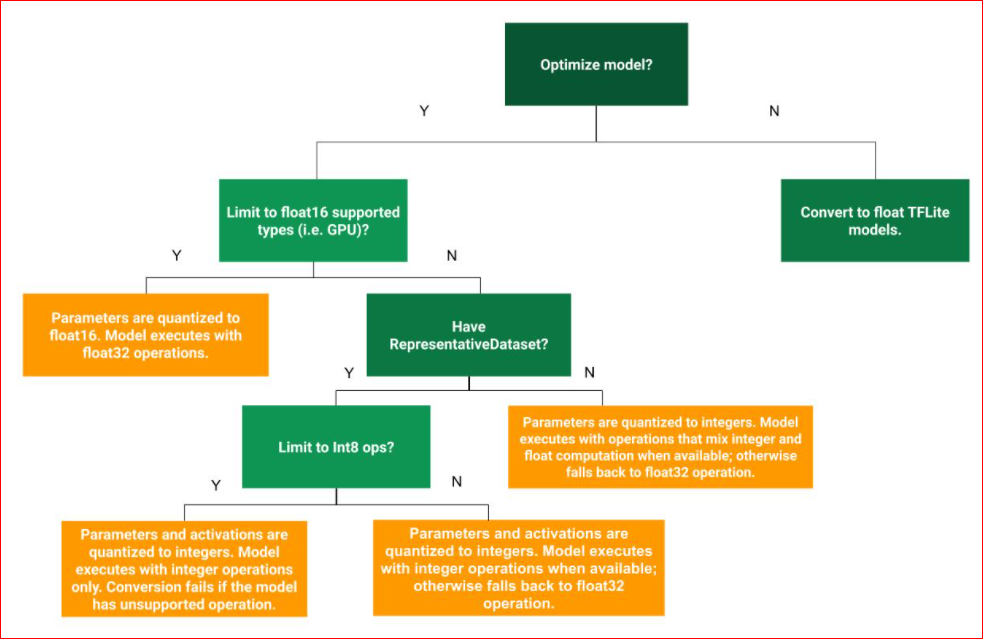 Optimize model?
Y
N
Limit to float16 supported
types (i.e. GPU)?
Convert to float TFLite
models.
Y
N
Parameters are quantized to
float16. Model executes with
float32 operations.
Have
RepresentativeDataset?
Y
N
Limit to Int8 ops?
Parameters are quantized to integers. Model
executes with operations that mix integer and
float computation when available; otherwise
falls back to float32 operation.
Y
N
Parameters and activations are
quantized to integers. Model
executes with integer operations
only. Conversion fails if the model
has unsupported operation.
Parameters and activations are
quantized to integers. Model executes
with integer operations when available;
otherwise falls back to float32
operation.